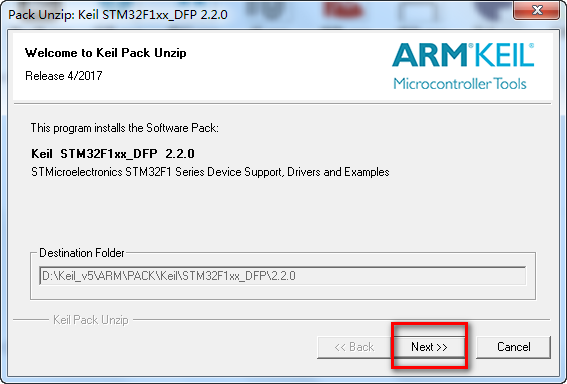 Pack Unzip: Keil STM32F1xx_DFP 2.2.0
Welcome to Keil Pack Unzip
Release 4/2017
ARM®KEIL®
Microcontroller Tools
This program installs the Software Pack:
Keil STM32F1xx_DFP 2.2.0
STMicroelectronics STM32F1 Series Device Support, Drivers and Examples
Destination Folder
D:\Keil_v5\ARM\PACK\Keil\STM32F1xx_DFP\2.2.0
Keil Pack Unzip
<< Back
Next >>
Cancel